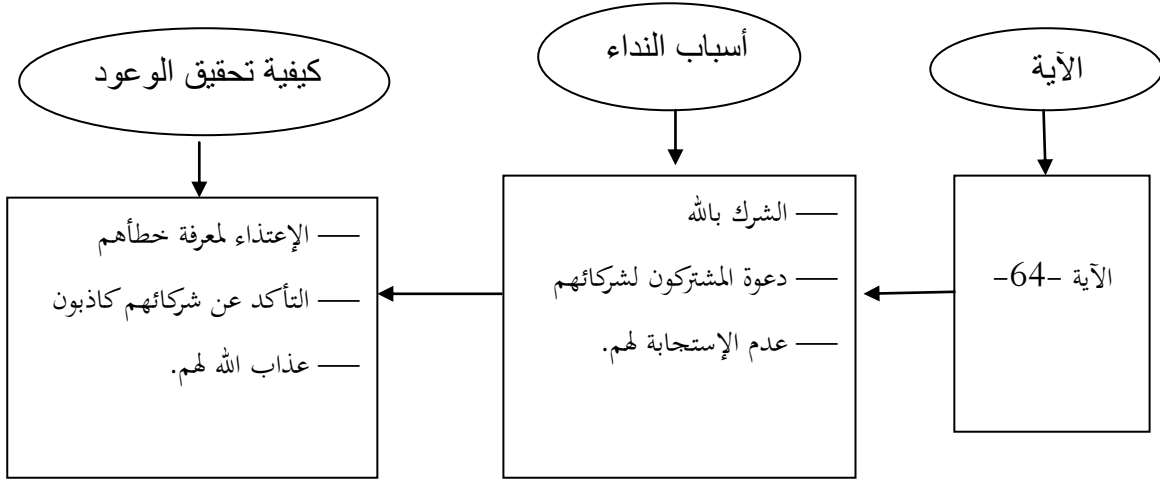 الآية
أسباب النداء
كيفية تحقيق الوعود
الآية -64-
— الشرك بالله
— دعوة المشتركون لشركائهم
— عدم الإستجابة لهم.
— الإعتذاء لمعرفة خطأهم
— التأكد عن شركائهم كاذبون
— عذاب الله لهم.